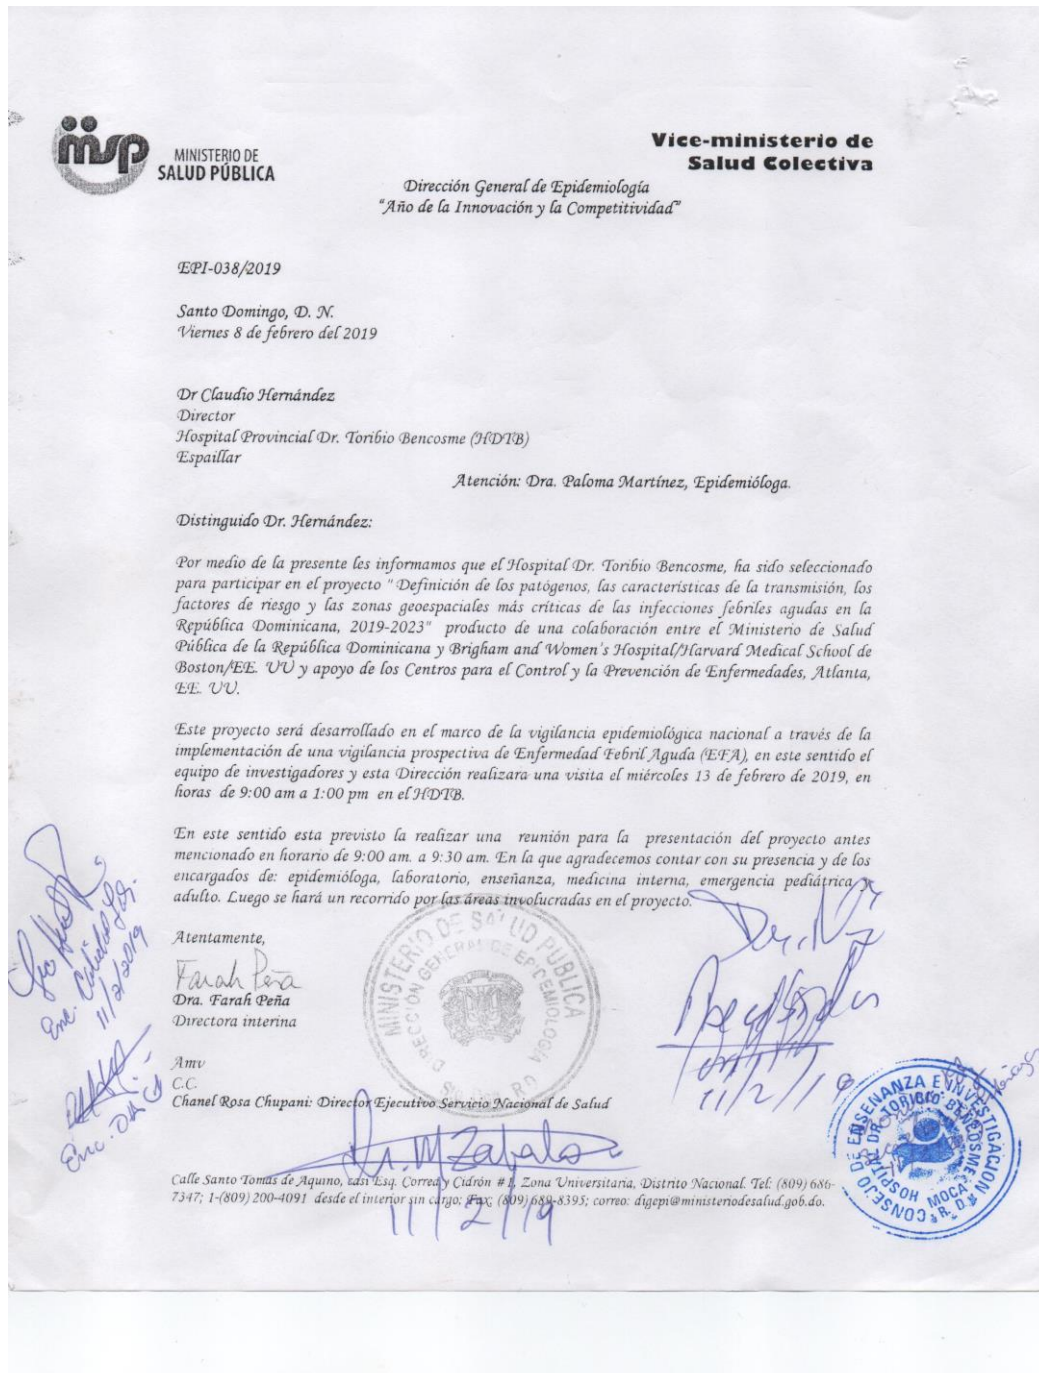 msp
MINISTERIO DE
SALUD PÚBLICA
Vice-ministerio de
Salud Colectiva
Dirección General de Epidemiología
"Año de la Innovación y la Competitividad"
EPI-038/2019
Santo Domingo, D. N.
Viernes 8 de febrero del 2019
Dr Claudio Hernández
Director
Hospital Provincial Dr. Toribio Bencosme (HDTB)
Espaillar
Atención: Dra. Paloma Martínez, Epidemióloga.
Distinguido Dr. Hernández:
Por medio de la presente les informamos que el Hospital Dr. Toribio Bencosme, ha sido seleccionado
para participar en el proyecto " Definición de los patógenos, las características de la transmisión, los
factores de riesgo y las zonas geoespaciales más críticas de las infecciones febriles agudas en la
República Dominicana, 2019-2023" producto de una colaboración entre el Ministerio de Salud
Pública de la República Dominicana y Brigham and Women's Hospital/Harvard Medical School de
Boston/EE. UU y apoyo de los Centros para el Control y la Prevención de Enfermedades, Atlanta,
EE. UU.
Este proyecto será desarrollado en el marco de la vigilancia epidemiológica nacional a través de la
implementación de una vigilancia prospectiva de Enfermedad Febril Aguda (EFA), en este sentido el
equipo de investigadores y esta Dirección realizara una visita el miércoles 13 de febrero de 2019, en
horas de 9:00 am a 1:00 pm en el HDTB.
En este sentido esta previsto la realizar una reunión para la presentación del proyecto antes
mencionado en horario de 9:00 am. a 9:30 am. En la que agradecemos contar con su presencia y de los
encargados de: epidemióloga, laboratorio, enseñanza, medicina interna, emergencia pediátrica y
adulto. Luego se hará un recorrido por las áreas involucradas en el proyecto.
Atentamente,
Farah Peña
Dra. Farah Peña
Directora interina
MINISTERIO DE SALUD PUBLICA
DIRECCIÓN GENERAL DE EPIDEMIOLOGÍA
Enc. Calidad
11/2/2019
Enc.
11/2/19
Amv
C.C.
Chanel Rosa Chupani: Director Ejecutivo Servicio Nacional de Salud
Dr. M Zabala
11/2/19
CONSEJO DE ENSEÑANZA E INVESTIGACION
HOSPITAL DR. TORIBIO BENCOSME
MOCA, R. D.
Calle Santo Tomás de Aquino, casi Esq. Correa y Cidrón # 1, Zona Universitaria, Distrito Nacional. Tel: (809) 686-
7347; 1-(809) 200-4091 desde el interior sin cargo; Fax: (809) 689-8395; correo: digepi@ministeriodesalud.gob.do.